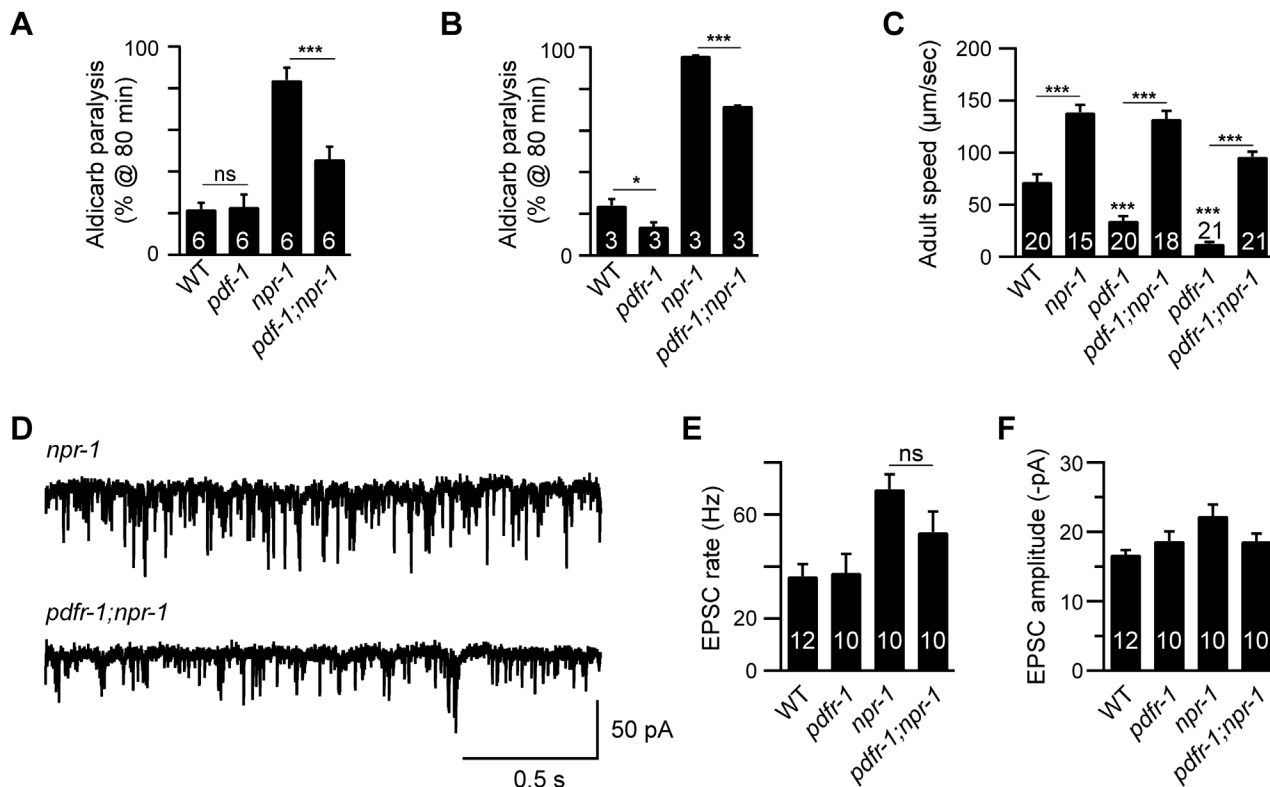 A
Aldicarb paralysis
(% @ 80 min)
100
0
ns
***
6
6
6
6
WT
pdf-1
npr-1
pdf-1;npr-1
B
Aldicarb paralysis
(% @ 80 min)
100
0
*
***
3
3
3
3
WT
pdfr-1
npr-1
pdfr-1;npr-1
C
Adult speed (μm/sec)
200
150
100
50
0
***
***
***
***
***
20
15
20
18
21
21
WT
npr-1
pdf-1
pdf-1;npr-1
pdfr-1
pdfr-1;npr-1
D
npr-1
pdfr-1;npr-1
50 pA
0.5 s
E
EPSC rate (Hz)
60
20
0
ns
12
10
10
10
WT
pdfr-1
npr-1
pdfr-1;npr-1
F
EPSC amplitude (-pA)
30
20
15
10
0
12
10
10
10
WT
pdfr-1
npr-1
pdfr-1;npr-1